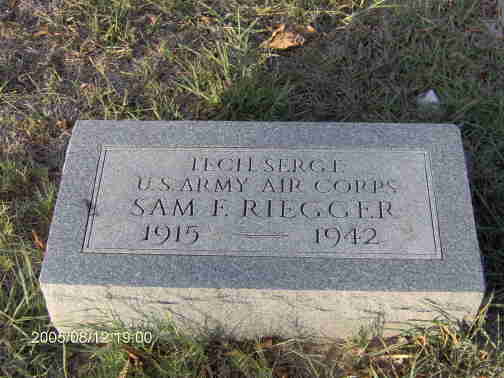 TECH. SERGT.
U.S. ARMY AIR CORPS
SAM F. RIEGGER
1915 — 1942
2005/08/12 19:00